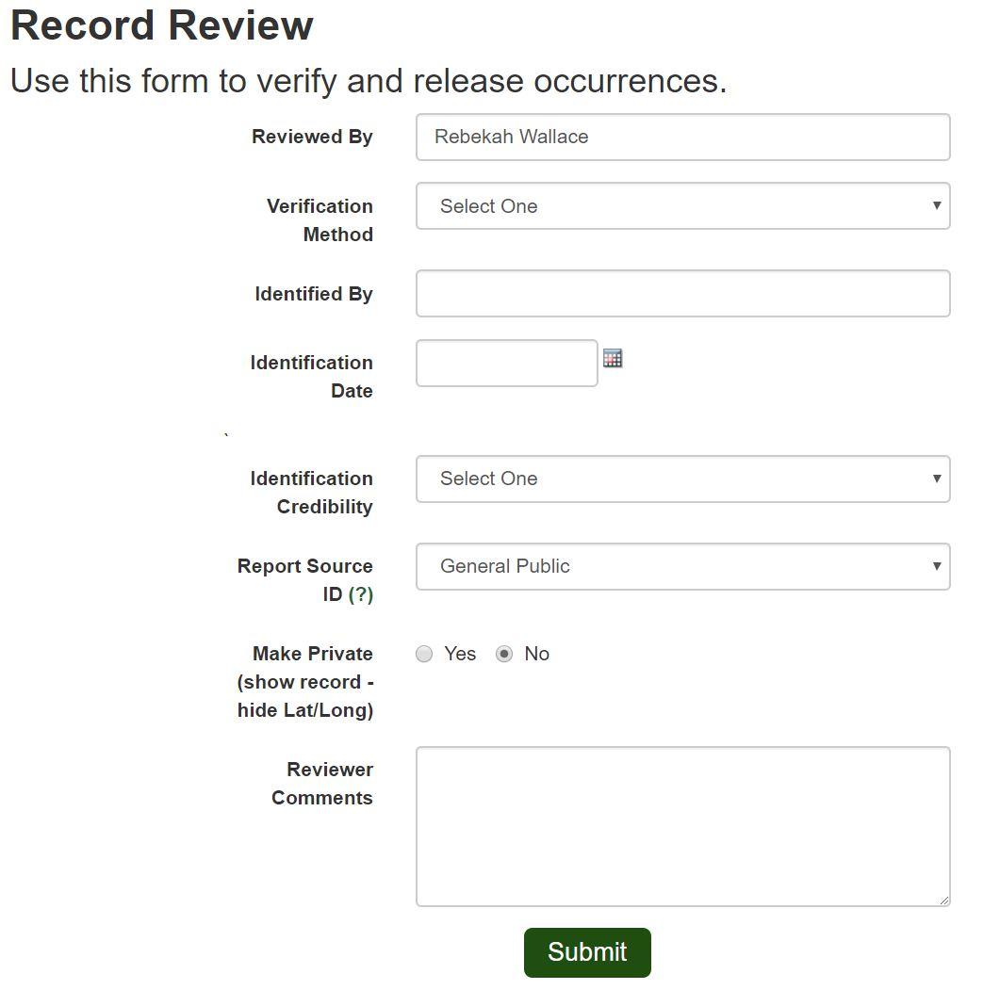 Record Review
Use this form to verify and release occurrences.
Reviewed By
Rebekah Wallace
Verification
Method
Select One
Identified By
Identification
Date
`
Identification
Credibility
Select One
Report Source
ID (?)
General Public
Make Private
(show record -
hide Lat/Long)
Yes No
Reviewer
Comments
Submit